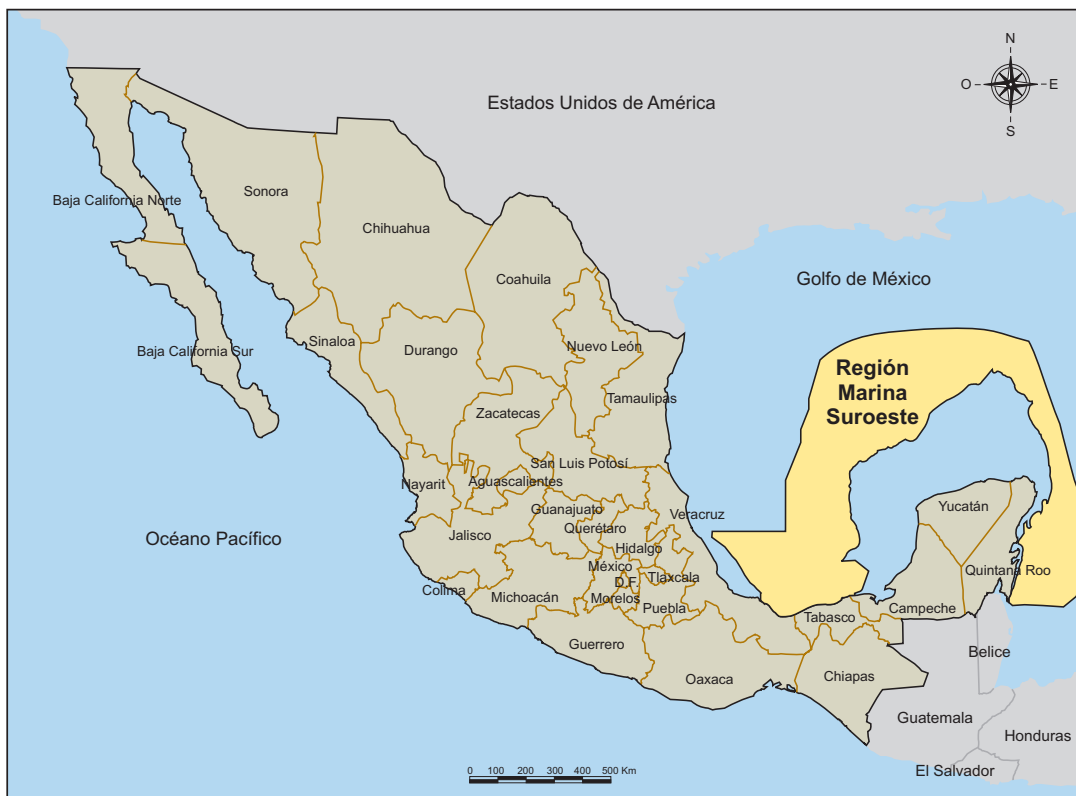 N
O
E
S
Estados Unidos de América
Baja California Norte
Sonora
Chihuahua
Coahuila
Golfo de México
Sinaloa
Baja California Sur
Durango
Nuevo León
Región
Marina
Suroeste
Tamaulipas
Zacatecas
San Luis Potosí
Nayarit
Aguascalientes
Yucatán
Guanajuato
Veracruz
Querétaro
Océano Pacífico
Jalisco
Hidalgo
México
Quintana Roo
Tlaxcala
D.F.
Colima
Michoacán
Morelos
Puebla
Campeche
Tabasco
Guerrero
Belice
Oaxaca
Chiapas
Guatemala
Honduras
El Salvador
0 100 200 300 400 500 Km